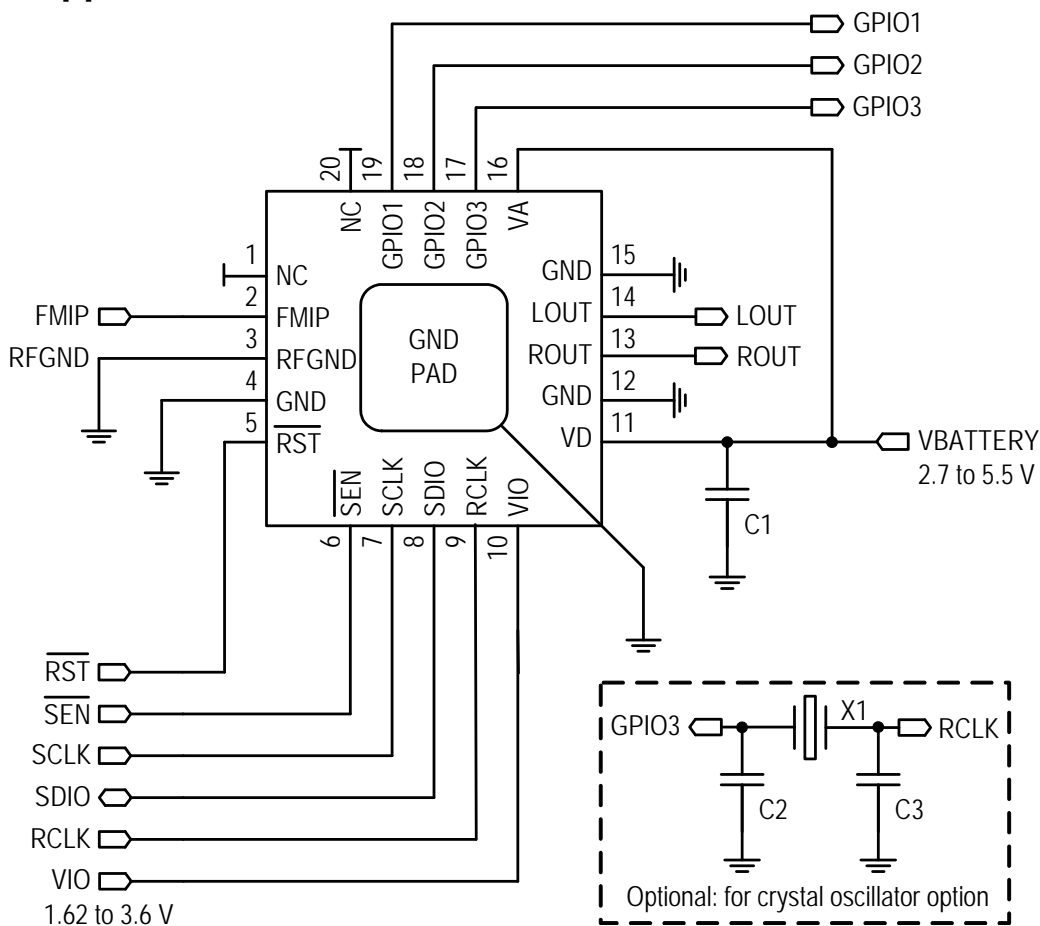 GPIO1
GPIO2
GPIO3
20
19
18
17
16
NC
GPIO1
GPIO2
GPIO3
VA
1
NC
FMIP
2
FMIP
RFGND
3
RFGND
4
GND
5
RST
GND
PAD
GND
15
LOUT
14
LOUT
ROUT
13
ROUT
GND
12
VD
11
VBATTERY
2.7 to 5.5 V
SEN
SCLK
SDIO
RCLK
VIO
6
7
8
9
10
C1
RST
SEN
SCLK
SDIO
RCLK
VIO
1.62 to 3.6 V
GPIO3
X1
RCLK
C2
C3
Optional: for crystal oscillator option